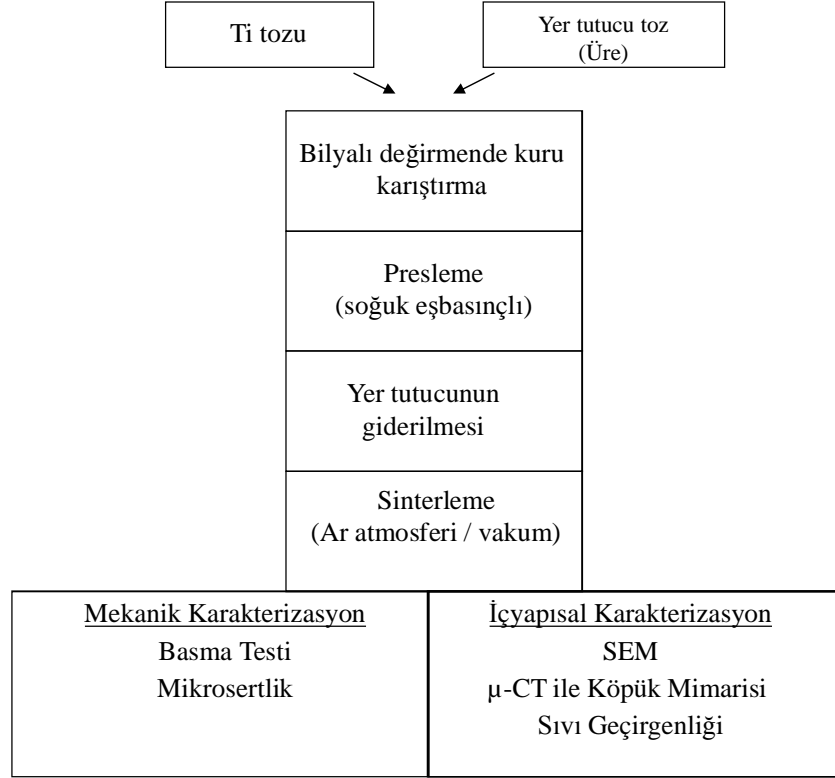 Ti tozu
Yer tutucu toz
(Üre)
Bilyalı değirmende kuru
karıştırma
Presleme
(soğuk eşbasınçlı)
Yer tutucunun
giderilmesi
Sinterleme
(Ar atmosferi / vakum)
Mekanik Karakterizasyon
Basma Testi
Mikrosertlik
İçyapısal Karakterizasyon
SEM
µ-CT ile Köpük Mimarisi
Sıvı Geçirgenliği